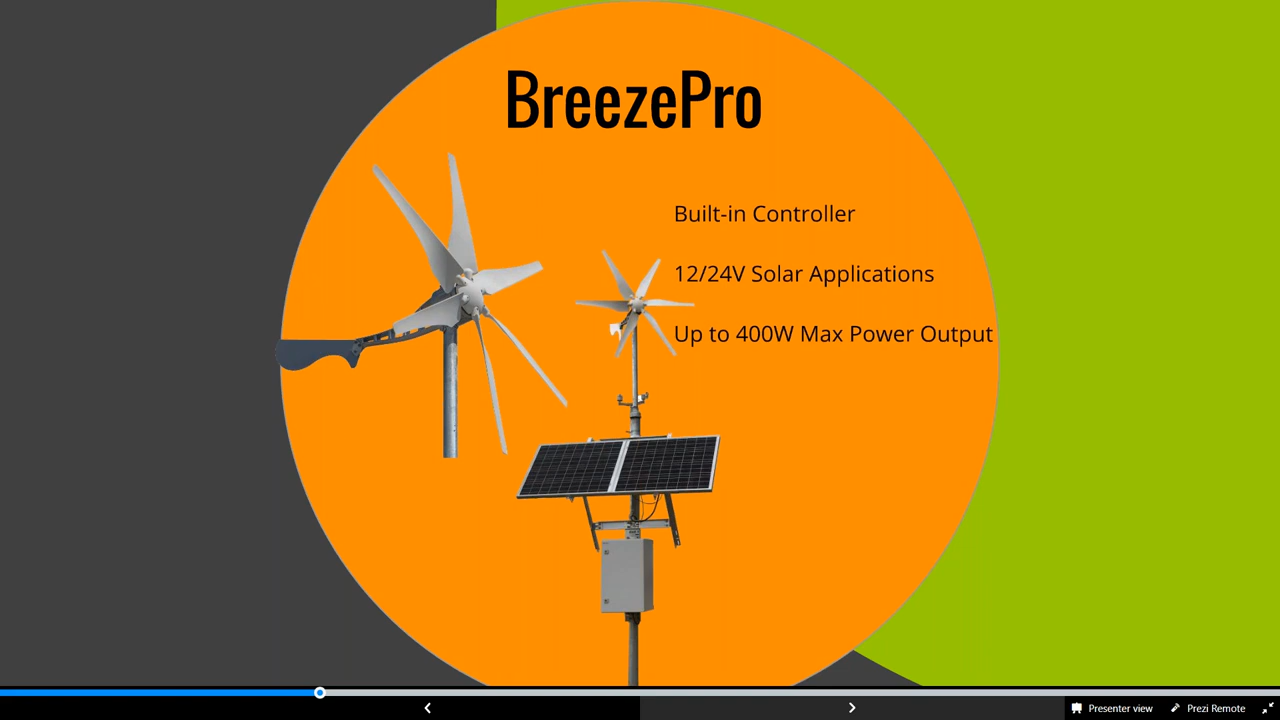 BreezePro
Built-in Controller
12/24V Solar Applications
Up to 400W Max Power Output
Presenter view
Prezi Remote